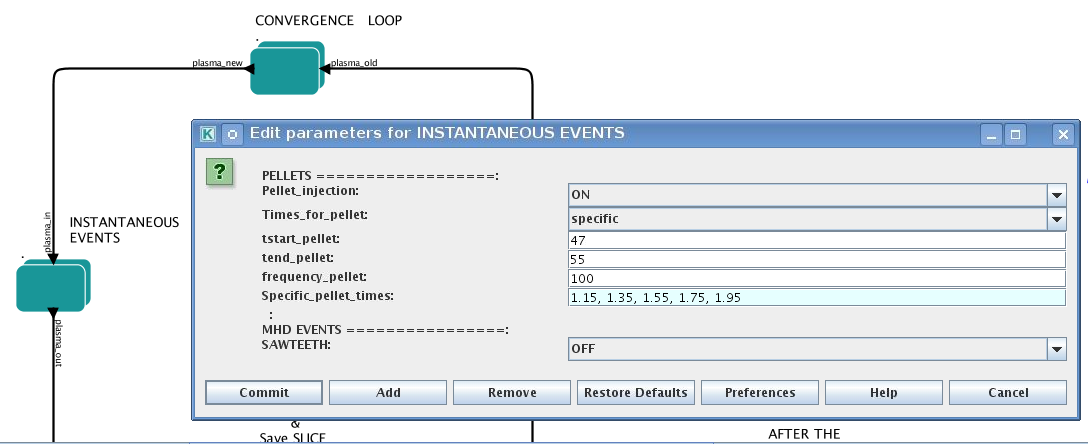 CONVERGENCE LOOP
plasma_new
plasma_old
Edit parameters for INSTANTANEOUS EVENTS
?
PELLETS ==================:
Pellet_injection:
ON
Times_for_pellet:
specific
tstart_pellet:
47
tend_pellet:
55
frequency_pellet:
100
Specific_pellet_times:
1.15, 1.35, 1.55, 1.75, 1.95
:
MHD EVENTS ================:
SAWTEETH:
OFF
Commit
Add
Remove
Restore Defaults
Preferences
Help
Cancel
plasma_in
INSTANTANEOUS
EVENTS
plasma_out
&
Save SLICE
AFTER THE